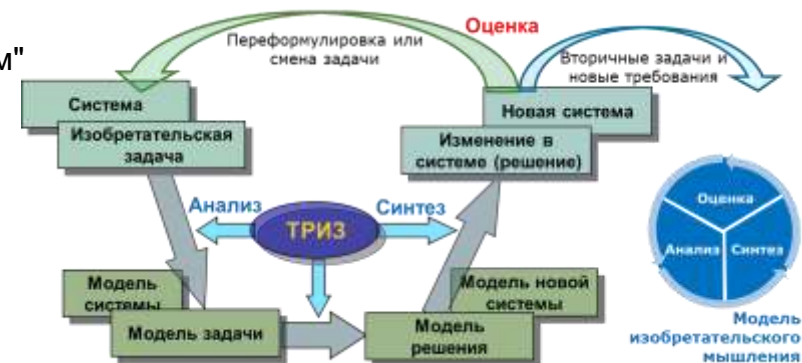 Оценка
Переформулировка или
смена задачи
Вторичные задачи и
новые требования
м"
Система
Изобретательская
задача
Новая система
Изменение в
системе (решение)
Анализ
ТРИЗ
Синтез
Оценка
Анализ
Синтез
Модель
системы
Модель задачи
Модель новой
системы
Модель
решения
Модель
изобретательского
мышления